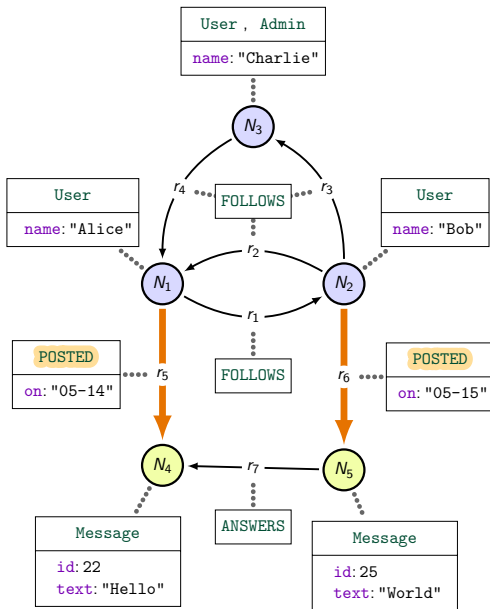 User , Admin
name: "Charlie"
N3
r4
r3
FOLLOWS
User
name: "Alice"
User
name: "Bob"
r2
N1
N2
r1
POSTED
on: "05-14"
r5
FOLLOWS
r6
POSTED
on: "05-15"
N4
r7
N5
ANSWERS
Message
id: 22
text: "Hello"
Message
id: 25
text: "World"